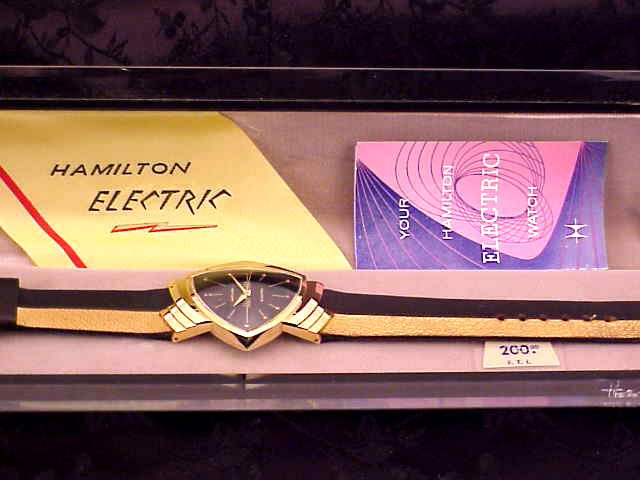 HAMILTON
ELECTRIC
YOUR
HAMILTON
ELECTRIC
WATCH
200.00
F. T. I.